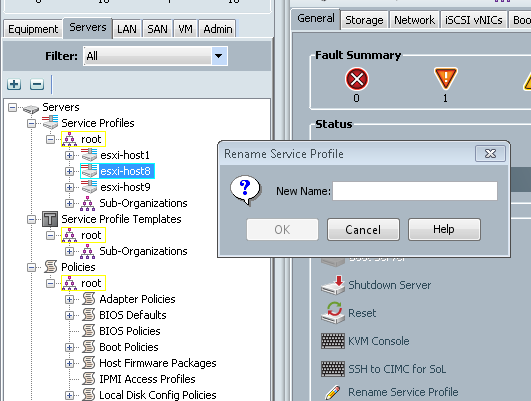 Equipment Servers LAN SAN VM Admin
Filter: All
Servers
Service Profiles
root
esxi-host1
esxi-host8
esxi-host9
Sub-Organizations
Service Profile Templates
root
Sub-Organizations
Policies
root
Adapter Policies
BIOS Defaults
BIOS Policies
Boot Policies
Host Firmware Packages
IPMI Access Profiles
Local Disk Config Policies
General Storage Network iSCSI vNICs
Fault Summary
0 1
Status
Rename Service Profile
New Name:
OK Cancel Help
Boot Server
Shutdown Server
Reset
KVM Console
SSH to CIMC for SoL
Rename Service Profile